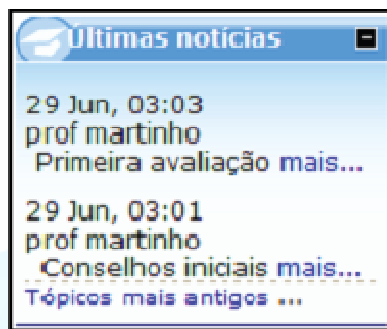 Últimas notícias
29 Jun, 03:03
prof martinho
Primeira avaliação mais...
29 Jun, 03:01
prof martinho
Conselhos iniciais mais...
Tópicos mais antigos ...